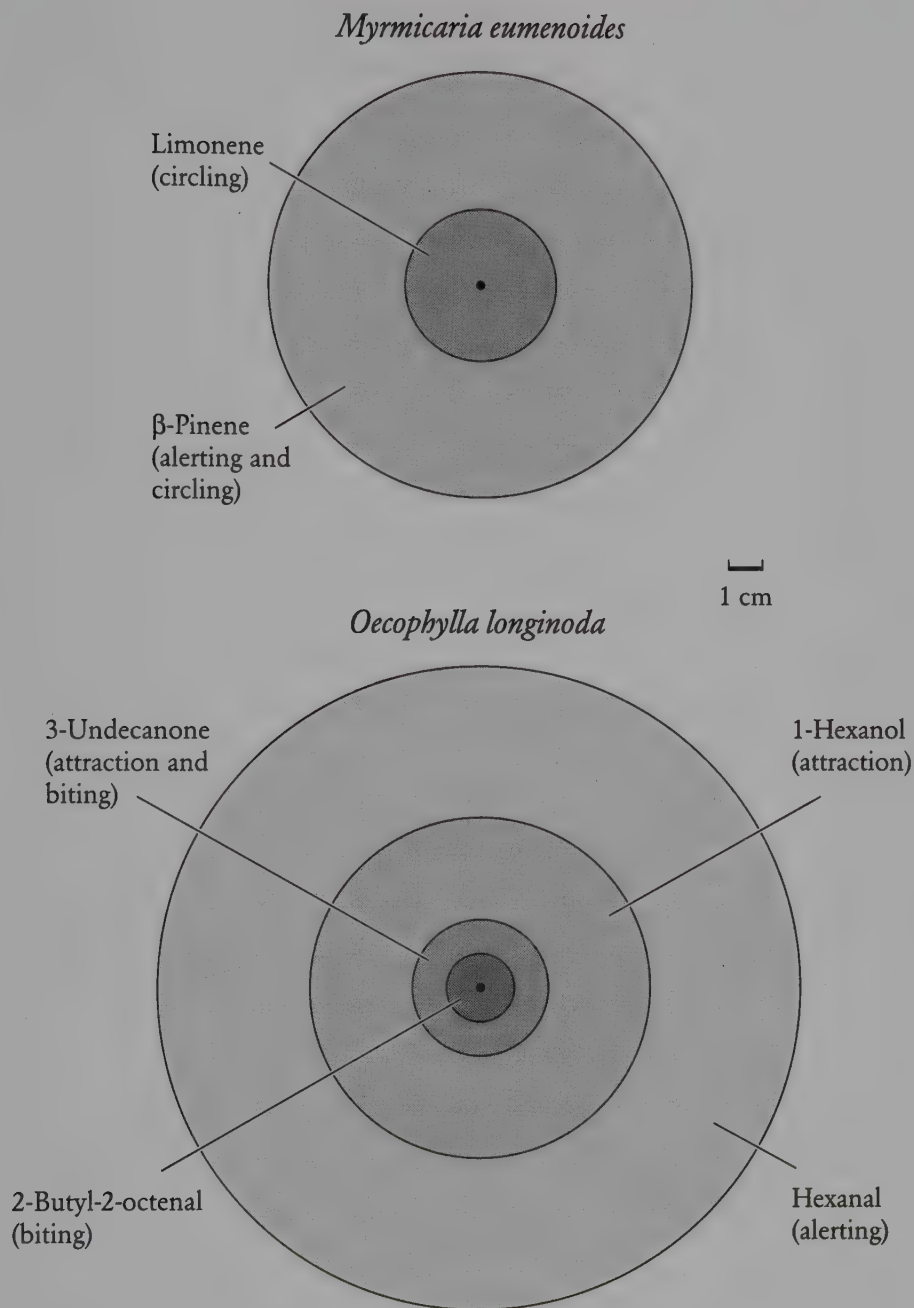 Myrmicaria eumenoides
Limonene
(circling)
β-Pinene
(alerting and
circling)
1 cm
Oecophylla longinoda
3-Undecanone
(attraction and
biting)
1-Hexanol
(attraction)
2-Butyl-2-octenal
(biting)
Hexanal
(alerting)